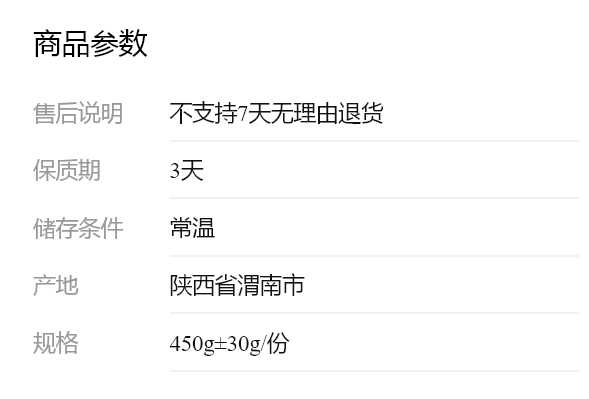 商品参数
售后说明 不支持7天无理由退货
保质期 3天
储存条件 常温
产地 陕西省渭南市
规格 450g±30g/份